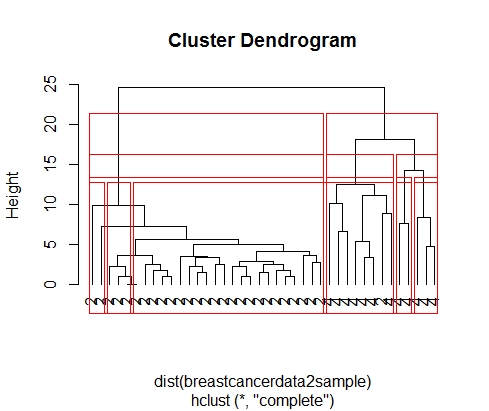 Cluster Dendrogram
Height
25
20
15
10
5
0
dist(breastcancerdata2sample)
hclust (*, "complete")